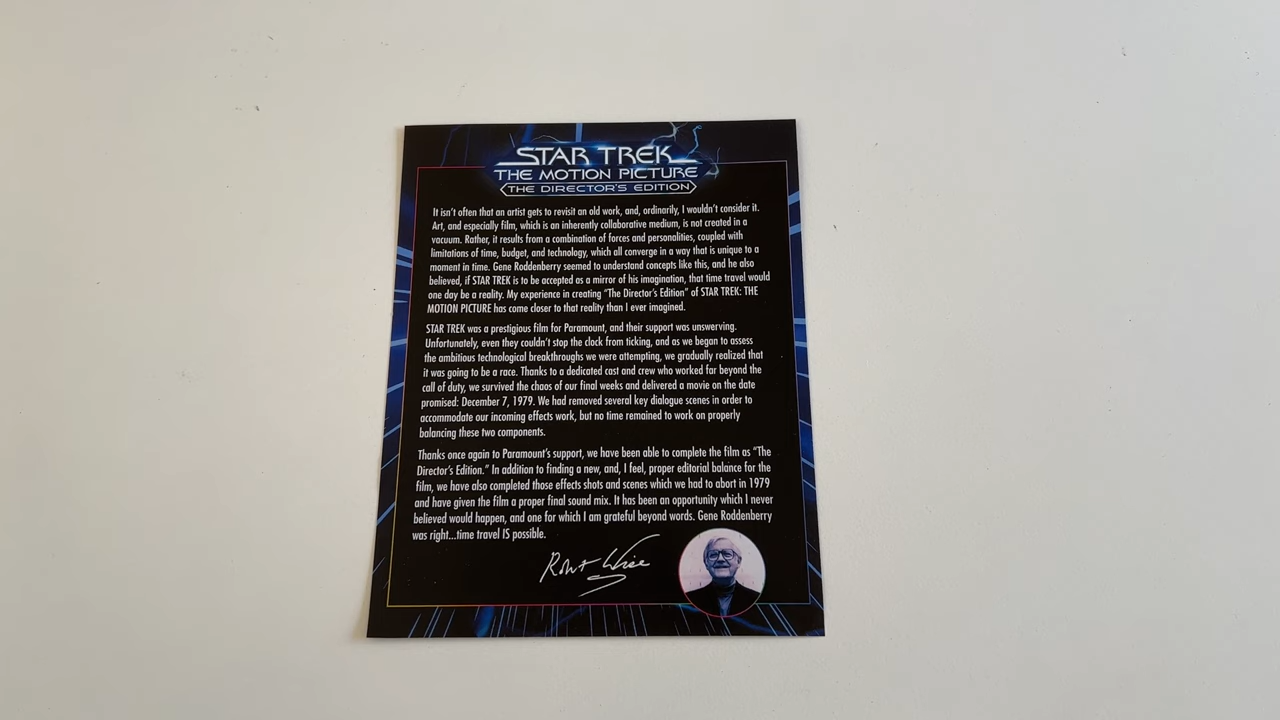 STAR TREK
THE MOTION PICTURE
THE DIRECTOR'S EDITION
It isn't often that an artist gets to revisit an old work, and, ordinarily, I wouldn't consider it.
Art, and especially film, which is an inherently collaborative medium, is not created in a
vacuum. Rather, it results from a combination of forces and personalities, coupled with
limitations of time, budget, and technology, which all converge in a way that is unique to a
moment in time. Gene Roddenberry seemed to understand concepts like this, and he also
believed, if STAR TREK is to be accepted as a mirror of his imagination, that time travel would
one day be a reality. My experience in creating "The Director's Edition" of STAR TREK: THE
MOTION PICTURE has come closer to that reality than I ever imagined.
STAR TREK was a prestigious film for Paramount, and their support was unswerving.
Unfortunately, even they couldn't stop the clock from ticking, and as we began to assess
the ambitious technological breakthroughs we were attempting, we gradually realized that
it was going to be a race. Thanks to a dedicated cast and crew who worked far beyond the
call of duty, we survived the chaos of our final weeks and delivered a movie on the date
promised: December 7, 1979. We had removed several key dialogue scenes in order to
accommodate our incoming effects work, but no time remained to work on properly
balancing these two components.
Thanks once again to Paramount's support, we have been able to complete the film as "The
Director's Edition." In addition to finding a new, and, I feel, proper editorial balance for the
film, we have also completed those effects shots and scenes which we had to abort in 1979
and have given the film a proper final sound mix. It has been an opportunity which I never
believed would happen, and one for which I am grateful beyond words. Gene Roddenberry
was right...time travel IS possible.
Robert Wise